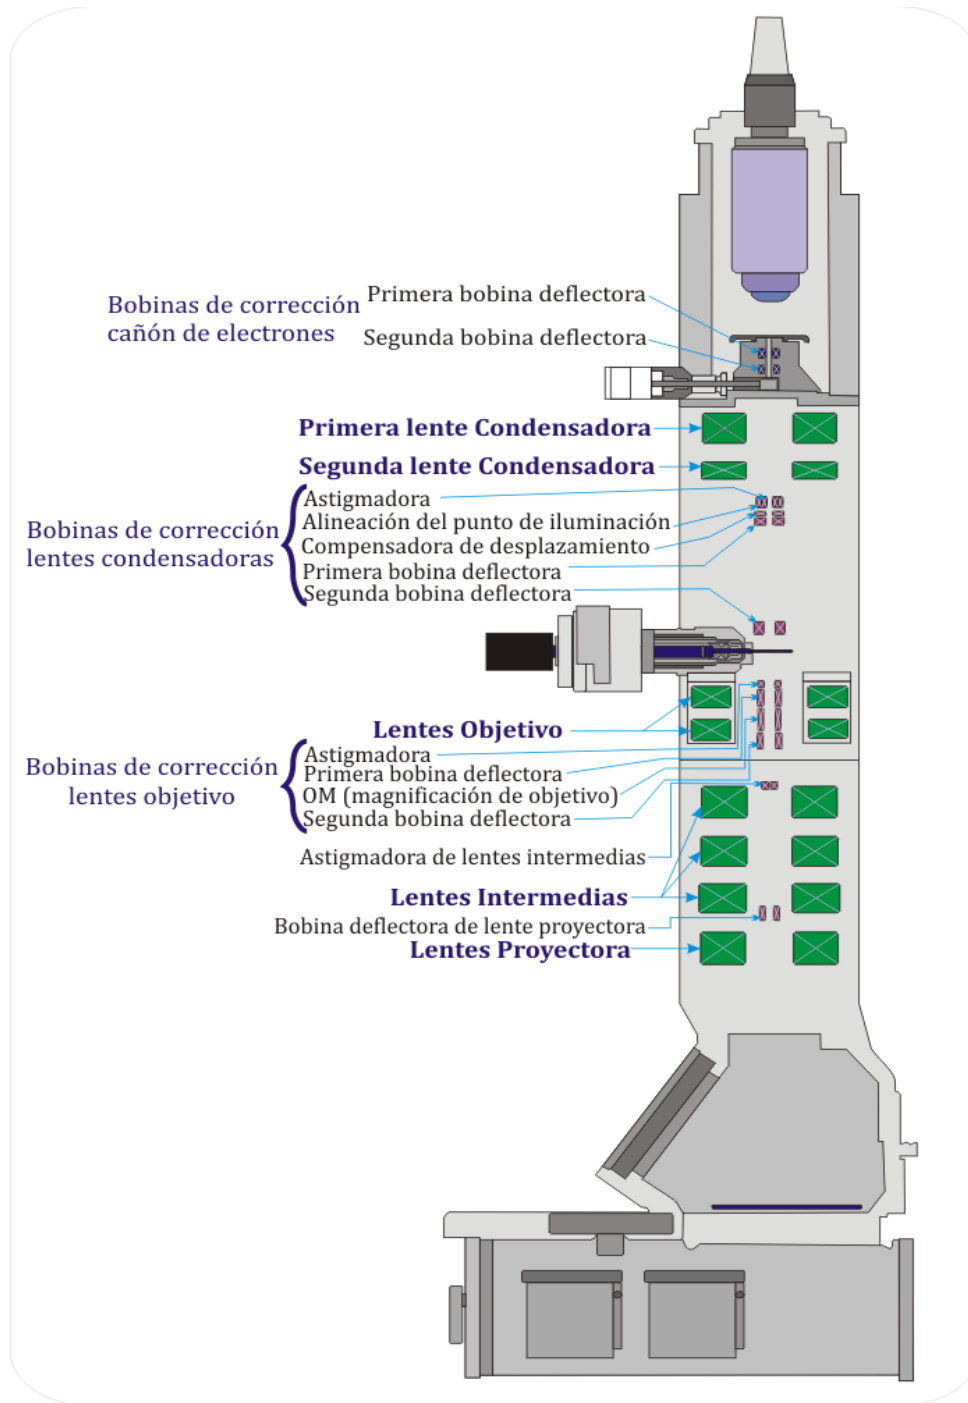 Primera bobina deflectora
Bobinas de corrección
cañón de electrones
Segunda bobina deflectora
Primera lente Condensadora
Segunda lente Condensadora
Bobinas de corrección
lentes condensadoras
Astigmadora
Alineación del punto de iluminación
Compensadora de desplazamiento
Primera bobina deflectora
Segunda bobina deflectora
Lentes Objetivo
Bobinas de corrección
lentes objetivo
Astigmadora
Primera bobina deflectora
OM (magnificación de objetivo)
Segunda bobina deflectora
Astigmadora de lentes intermedias
Lentes Intermedias
Bobina deflectora de lente proyectora
Lentes Proyectora